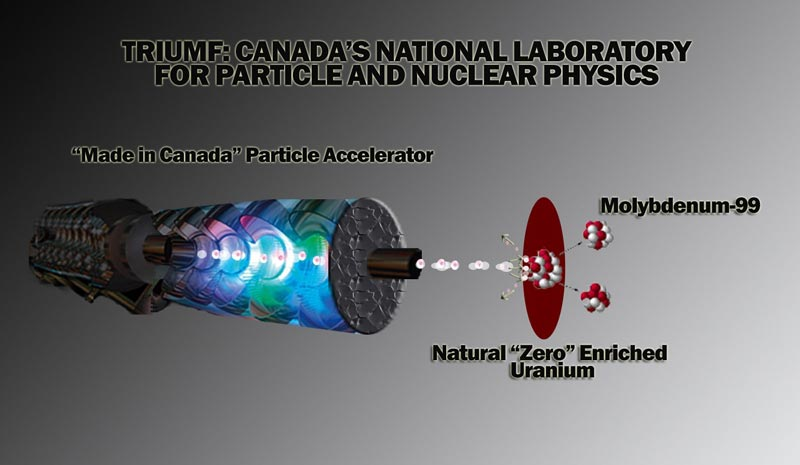 TRIUMF: CANADA'S NATIONAL LABORATORY
FOR PARTICLE AND NUCLEAR PHYSICS
“Made in Canada” Particle Accelerator
Molybdenum-99
Natural “Zero” Enriched
Uranium